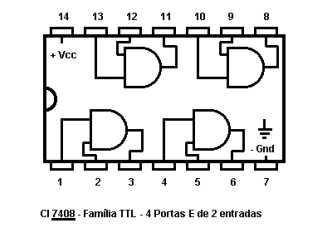 14 13 12 11 10 9 8
+ Vcc
- Gnd
1 2 3 4 5 6 7
CI 7408 - Família TTL - 4 Portas E de 2 entradas